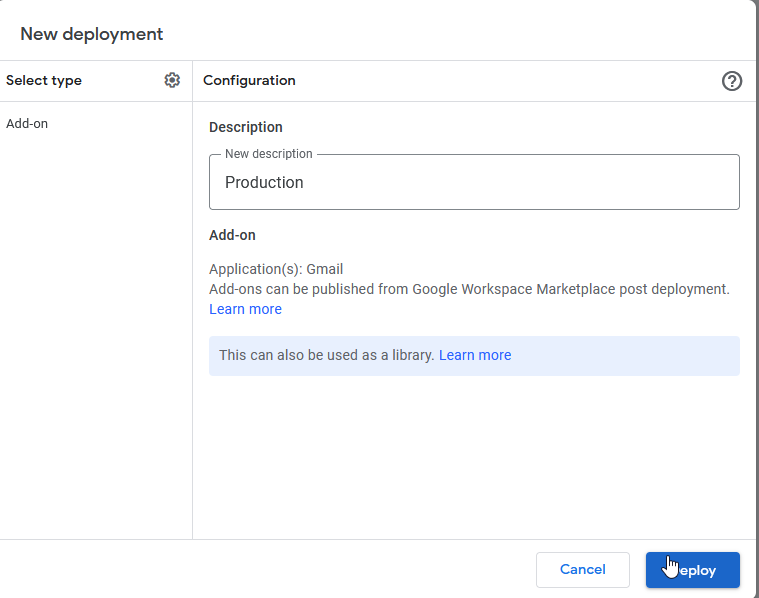 New deployment
Select type
Configuration
Add-on
Description
New description
Production
Add-on
Application(s): Gmail
Add-ons can be published from Google Workspace Marketplace post deployment.
Learn more
This can also be used as a library. Learn more
Cancel
eploy